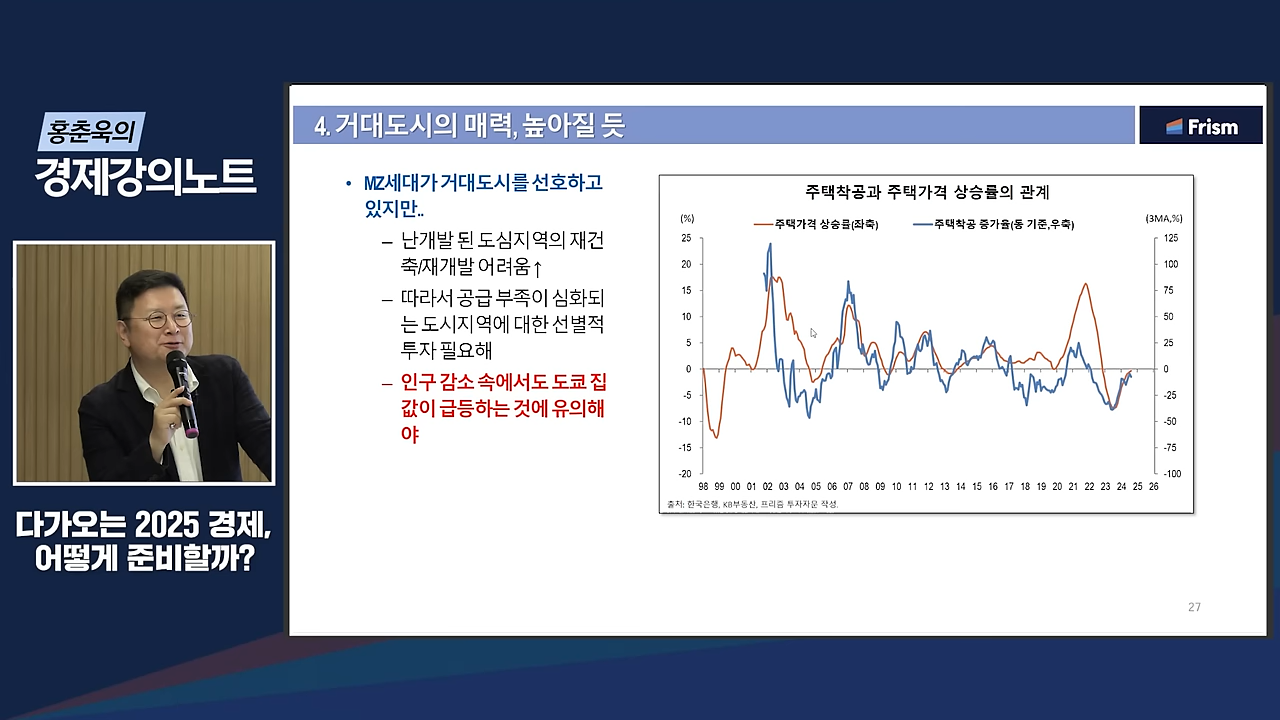 홍춘욱의
경제강의노트
다가오는 2025 경제,
어떻게 준비할까?
4. 거대도시의 매력, 높아질 듯
Frism
• MZ세대가 거대도시를 선호하고
있지만..
– 난개발 된 도심지역의 재건
축/재개발 어려움↑
– 따라서 공급 부족이 심화되
는 도시지역에 대한 선별적
투자 필요해
– 인구 감소 속에서도 도쿄 집
값이 급등하는 것에 유의해
야
주택착공과 주택가격 상승률의 관계
(%) 주택가격 상승률(좌축) 주택착공 증가율(동 기준,우축) (3MA,%)
25 125
20 100
15 75
10 50
5 25
0 0
-5 -25
-10 -50
-15 -75
-20 -100
98 99 00 01 02 03 04 05 06 07 08 09 10 11 12 13 14 15 16 17 18 19 20 21 22 23 24 25 26
출처: 한국은행, KB부동산, 프리즘 투자자문 작성.
27